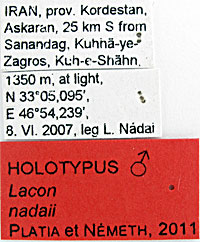 IRAN, prov. Kordestan,
Askaran, 25 km S from
Sanandag, Kuhhā-ye-
Zagros, Kuh-e-Shāhn,
1350 m, at light,
N 33°05,095',
E 46°54,239',
8. VI. 2007, leg L. Nádai
HOLOTYPUS ♂
Lacon
nadaii
PLATIA et NÉMETH, 2011